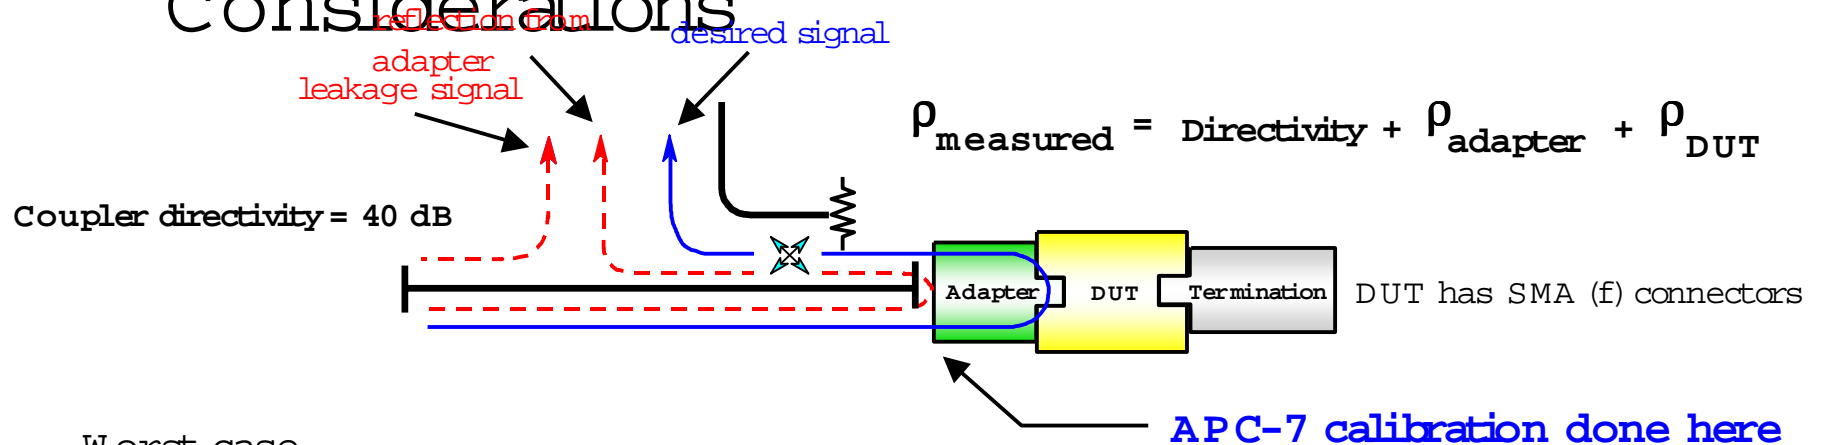 Considerations
reflection from
adapter
leakage signal
desired signal
ρmeasured = Directivity + ρadapter + ρDUT
Coupler directivity = 40 dB
Adapter
DUT
Termination
DUT has SMA (f) connectors
APC-7 calibration done here
Worst case